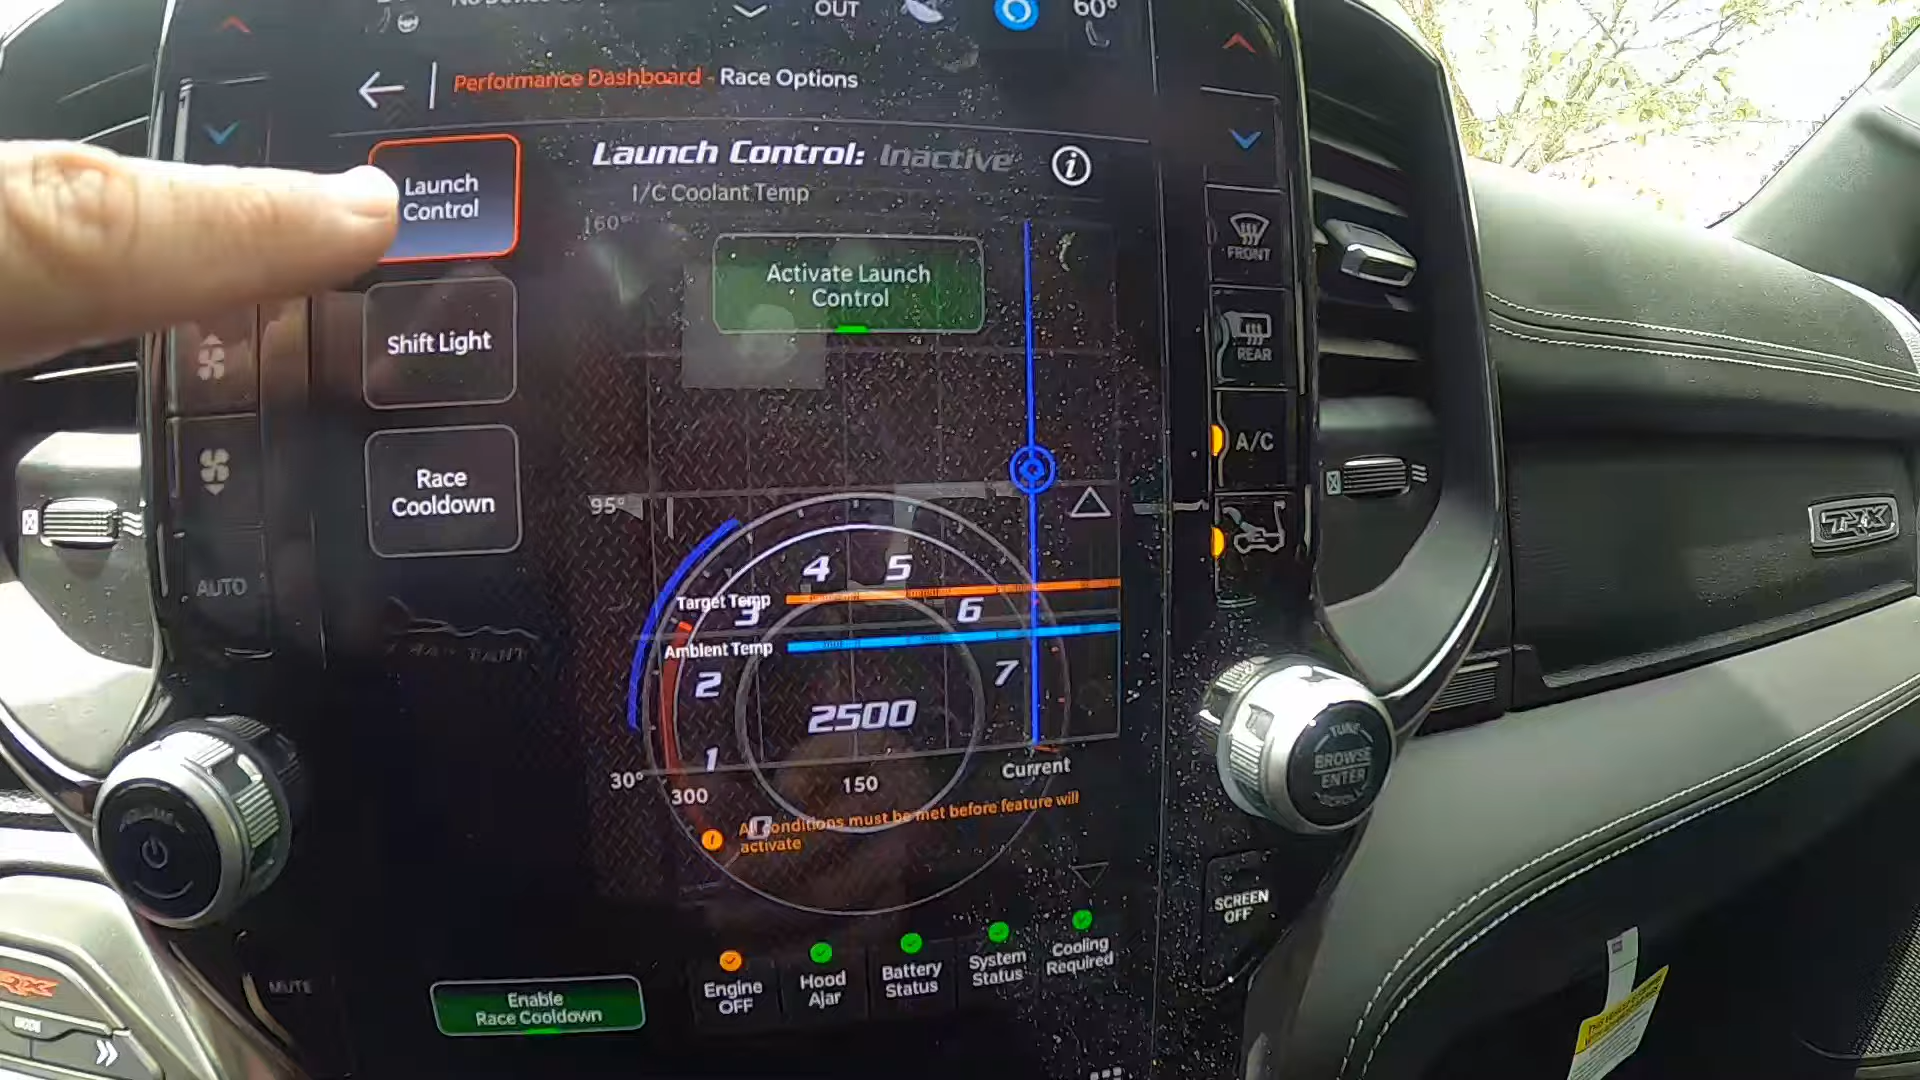 OUT
60°
Performance Dashboard - Race Options
Launch Control: Inactive
I/C Coolant Temp
160°
Launch
Control
Activate Launch
Control
Shift Light
Race
Cooldown
FRONT
REAR
A/C
95°
AUTO
4
5
Target Temp
3
6
Ambient Temp
2
7
2500
1
30°
300
150
Current
0
All conditions must be met before feature will
activate
TRX
TUNE
BROWSE
ENTER
SCREEN
OFF
Engine
OFF
Hood
Ajar
Battery
Status
System
Status
Cooling
Required
Enable
Race Cooldown
MUTE
MODE